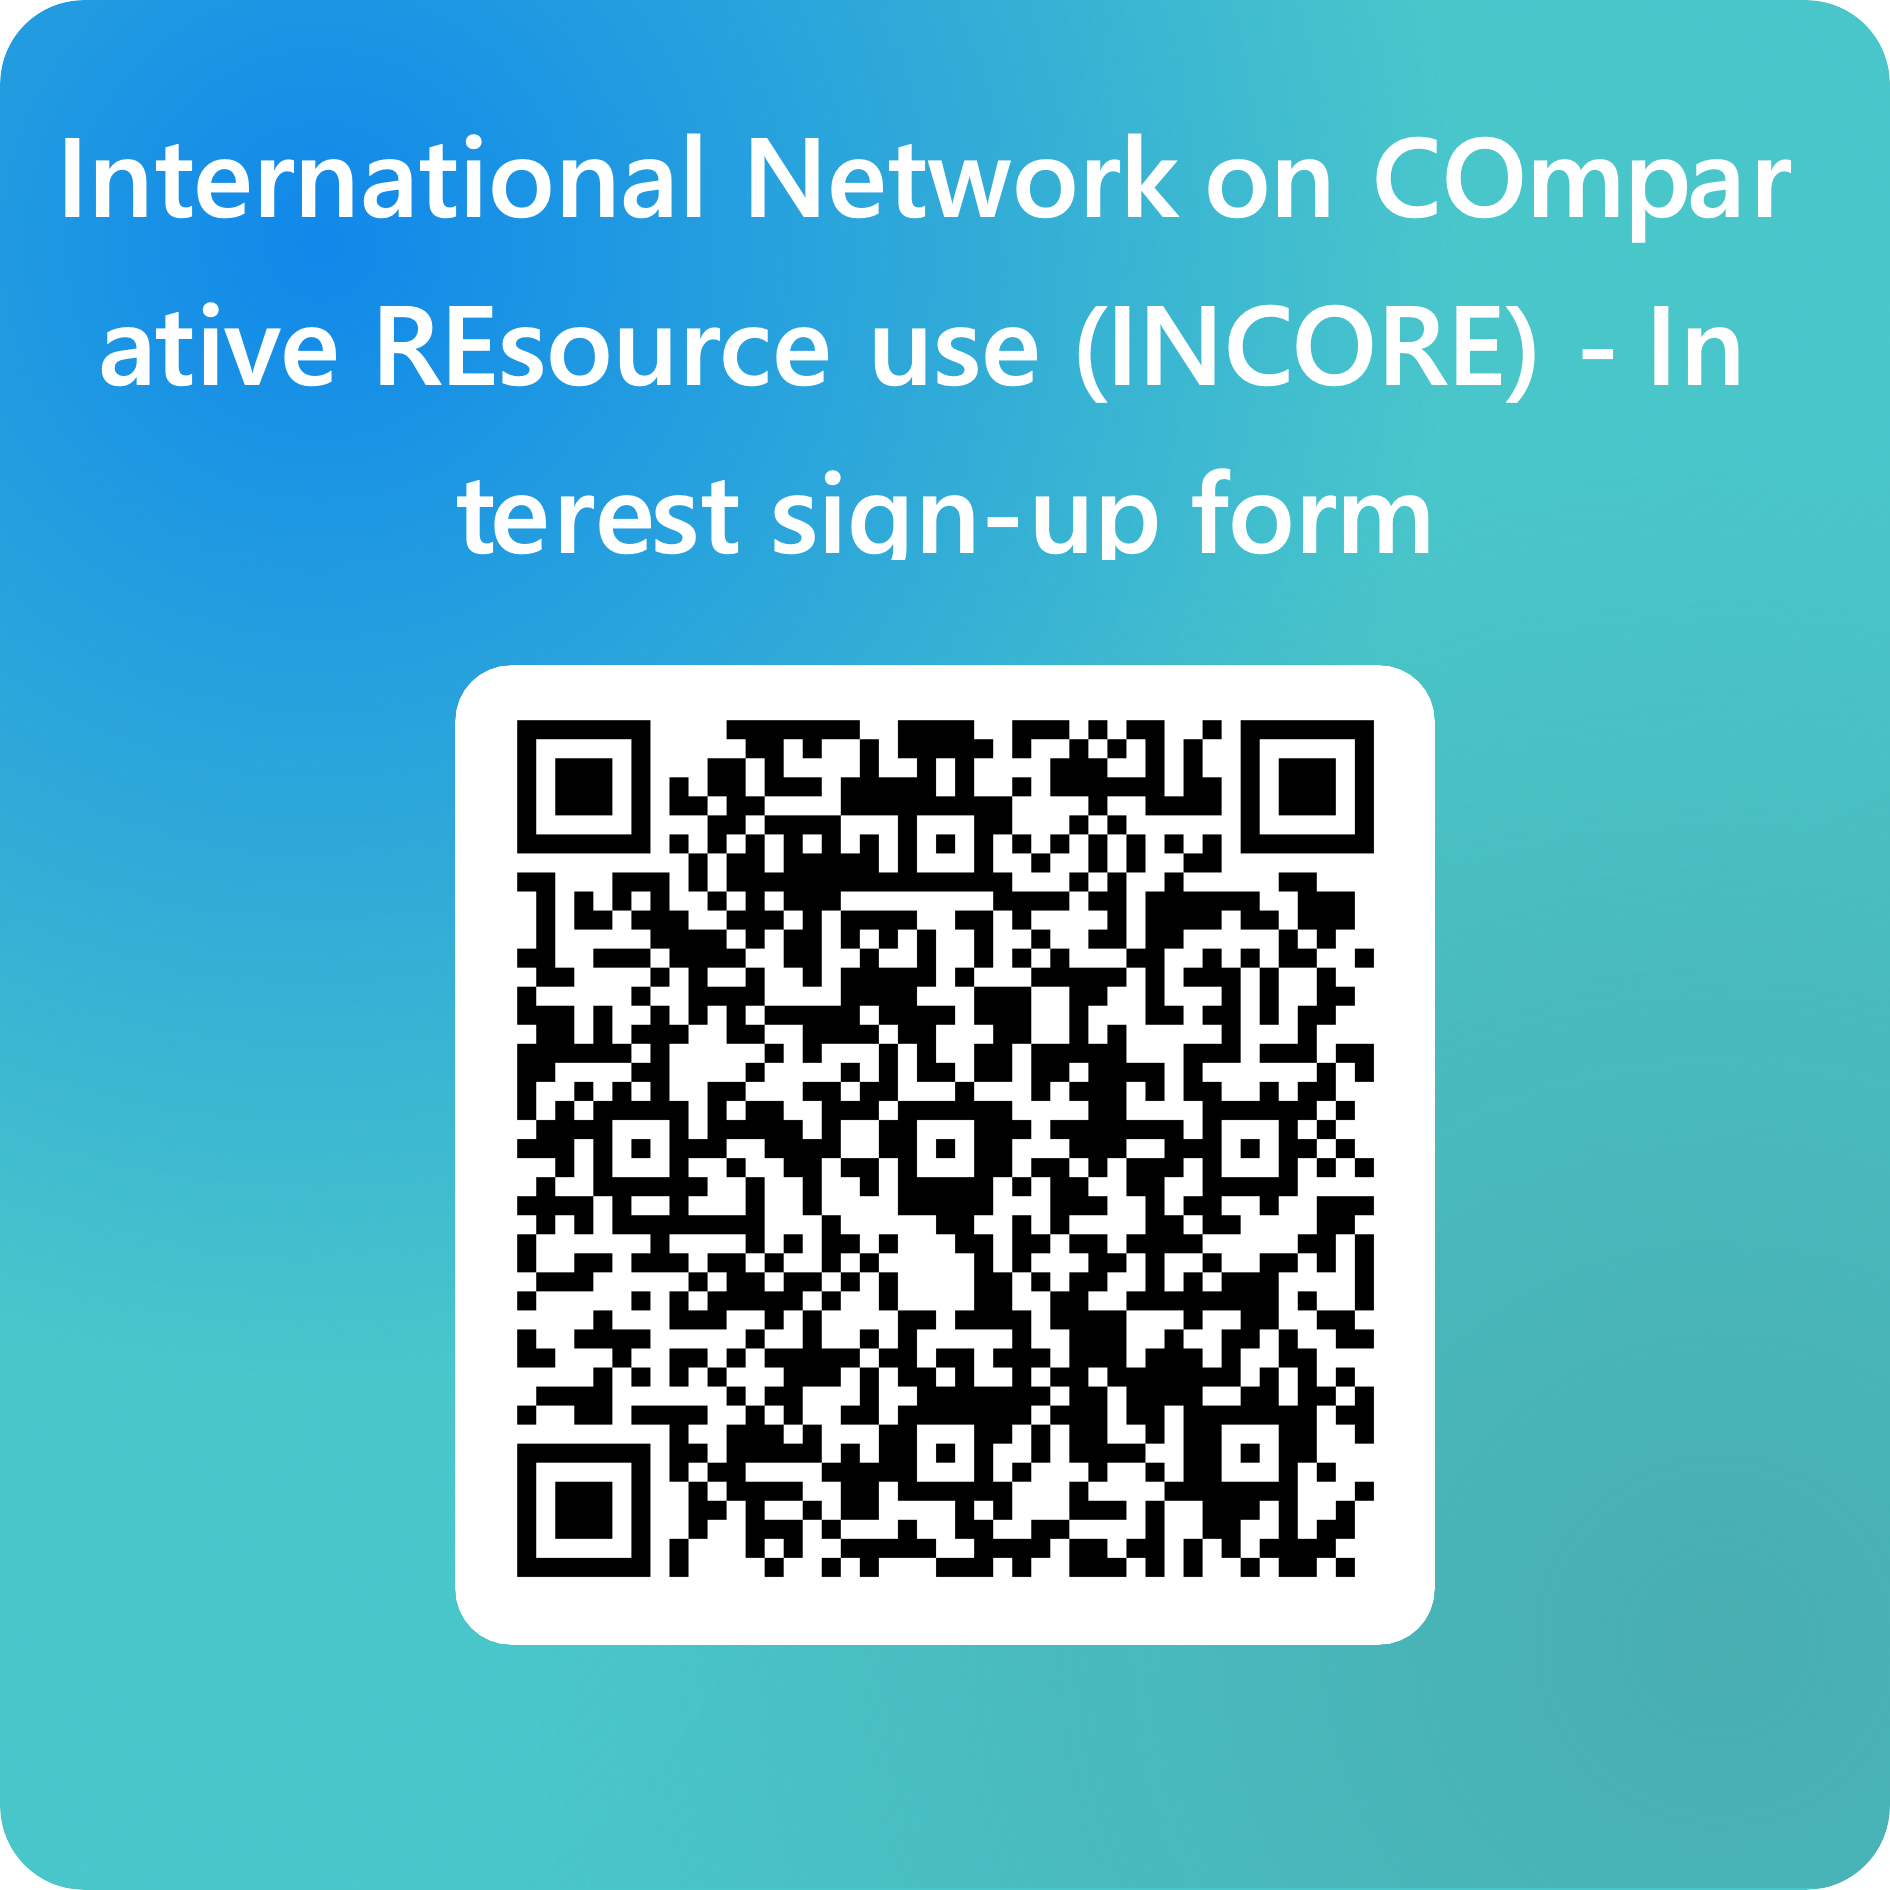 International Network on COmpar
ative REsource use (INCORE) - In
terest sign-up form